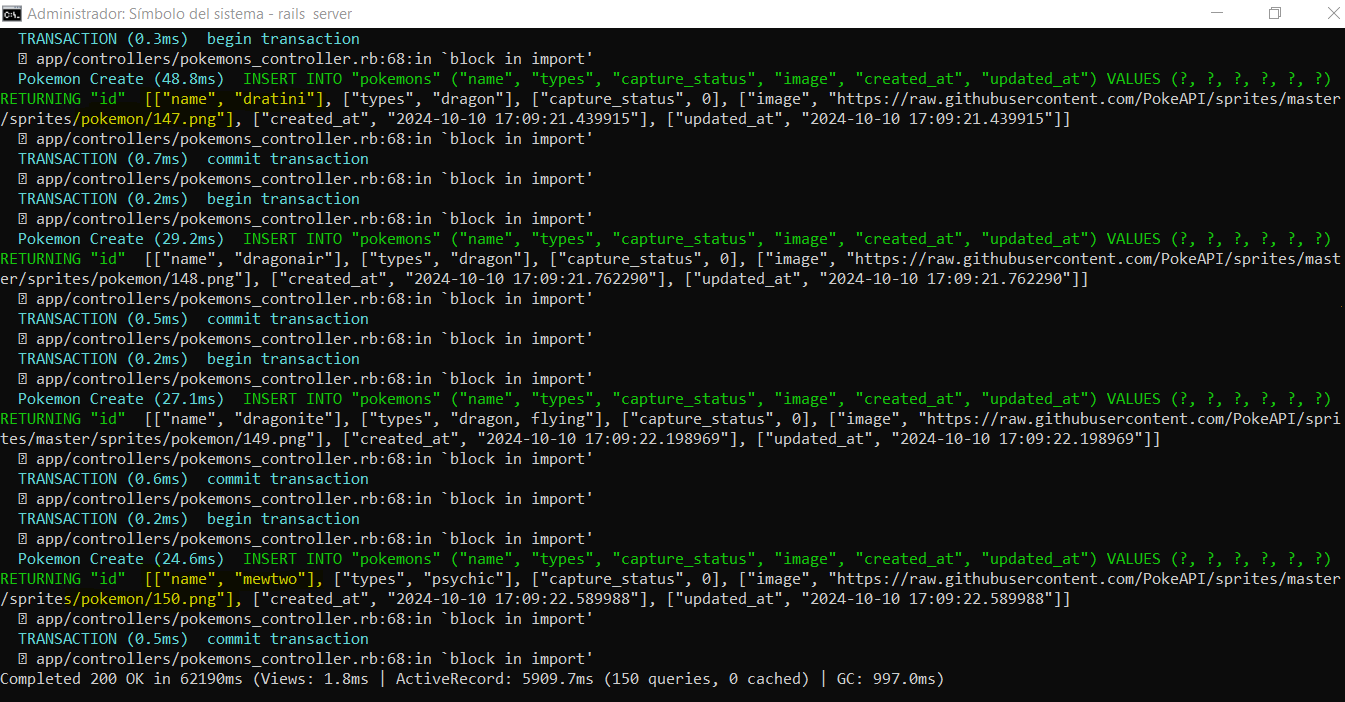 Administrador: Símbolo del sistema - rails  server
TRANSACTION (0.3ms)  begin transaction
app/controllers/pokemons_controller.rb:68:in `block in import'
Pokemon Create (48.8ms)  INSERT INTO "pokemons" ("name", "types", "capture_status", "image", "created_at", "updated_at") VALUES (?, ?, ?, ?, ?, ?)
RETURNING "id"  [["name", "dratini"], ["types", "dragon"], ["capture_status", 0], ["image", "https://raw.githubusercontent.com/PokeAPI/sprites/master
/sprites/pokemon/147.png"], ["created_at", "2024-10-10 17:09:21.439915"], ["updated_at", "2024-10-10 17:09:21.439915"]]
app/controllers/pokemons_controller.rb:68:in `block in import'
TRANSACTION (0.7ms)  commit transaction
app/controllers/pokemons_controller.rb:68:in `block in import'
TRANSACTION (0.2ms)  begin transaction
app/controllers/pokemons_controller.rb:68:in `block in import'
Pokemon Create (29.2ms)  INSERT INTO "pokemons" ("name", "types", "capture_status", "image", "created_at", "updated_at") VALUES (?, ?, ?, ?, ?, ?)
RETURNING "id"  [["name", "dragonair"], ["types", "dragon"], ["capture_status", 0], ["image", "https://raw.githubusercontent.com/PokeAPI/sprites/mast
er/sprites/pokemon/148.png"], ["created_at", "2024-10-10 17:09:21.762290"], ["updated_at", "2024-10-10 17:09:21.762290"]]
app/controllers/pokemons_controller.rb:68:in `block in import'
TRANSACTION (0.5ms)  commit transaction
app/controllers/pokemons_controller.rb:68:in `block in import'
TRANSACTION (0.2ms)  begin transaction
app/controllers/pokemons_controller.rb:68:in `block in import'
Pokemon Create (27.1ms)  INSERT INTO "pokemons" ("name", "types", "capture_status", "image", "created_at", "updated_at") VALUES (?, ?, ?, ?, ?, ?)
RETURNING "id"  [["name", "dragonite"], ["types", "dragon, flying"], ["capture_status", 0], ["image", "https://raw.githubusercontent.com/PokeAPI/spri
tes/master/sprites/pokemon/149.png"], ["created_at", "2024-10-10 17:09:22.198969"], ["updated_at", "2024-10-10 17:09:22.198969"]]
app/controllers/pokemons_controller.rb:68:in `block in import'
TRANSACTION (0.6ms)  commit transaction
app/controllers/pokemons_controller.rb:68:in `block in import'
TRANSACTION (0.2ms)  begin transaction
app/controllers/pokemons_controller.rb:68:in `block in import'
Pokemon Create (24.6ms)  INSERT INTO "pokemons" ("name", "types", "capture_status", "image", "created_at", "updated_at") VALUES (?, ?, ?, ?, ?, ?)
RETURNING "id"  [["name", "mewtwo"], ["types", "psychic"], ["capture_status", 0], ["image", "https://raw.githubusercontent.com/PokeAPI/sprites/master
/sprites/pokemon/150.png"], ["created_at", "2024-10-10 17:09:22.589988"], ["updated_at", "2024-10-10 17:09:22.589988"]]
app/controllers/pokemons_controller.rb:68:in `block in import'
TRANSACTION (0.5ms)  commit transaction
app/controllers/pokemons_controller.rb:68:in `block in import'
Completed 200 OK in 62190ms (Views: 1.8ms | ActiveRecord: 5909.7ms (150 queries, 0 cached) | GC: 997.0ms)